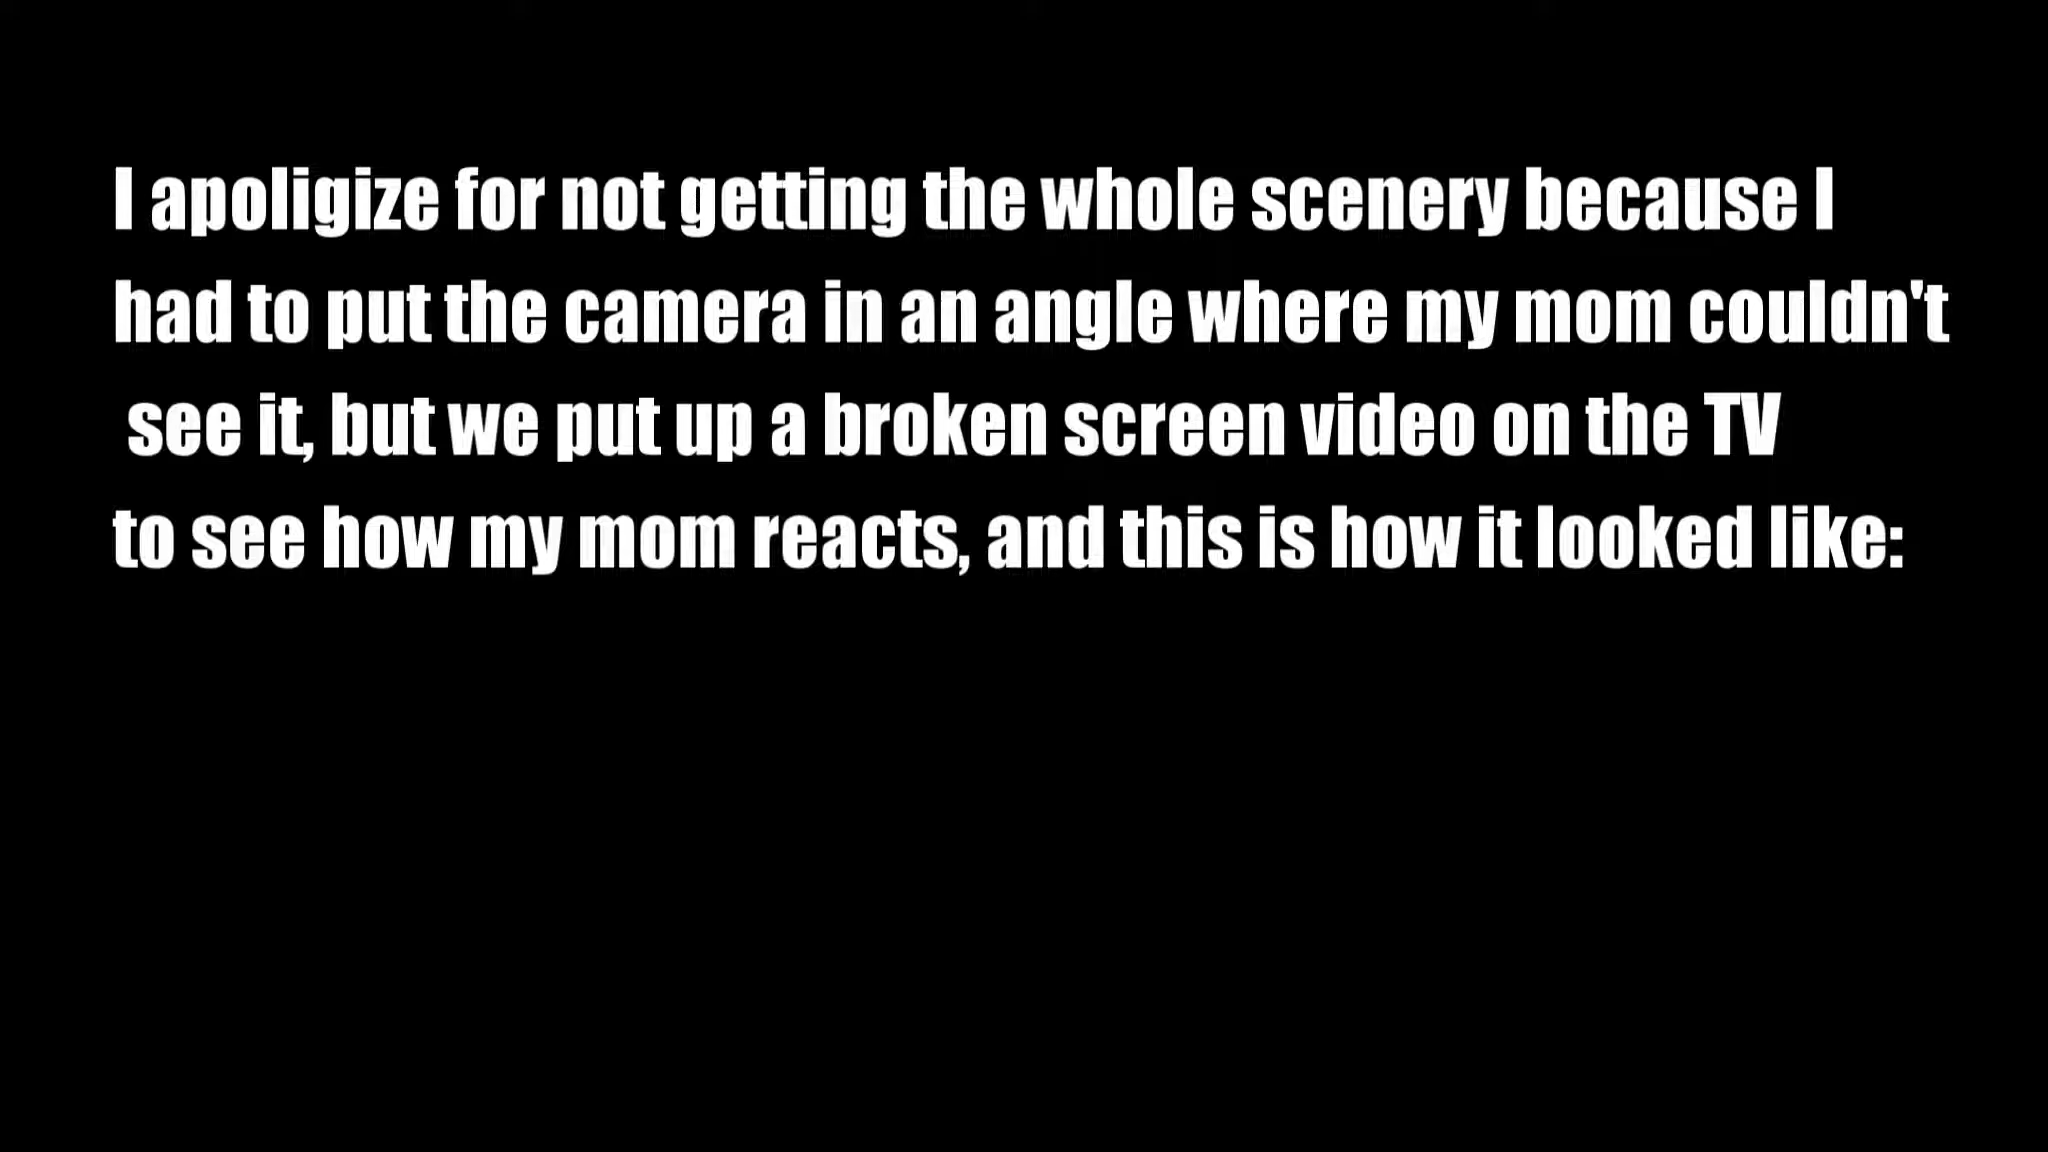 I apoligize for not getting the whole scenery because I
had to put the camera in an angle where my mom couldn't
see it, but we put up a broken screen video on the TV
to see how my mom reacts, and this is how it looked like: